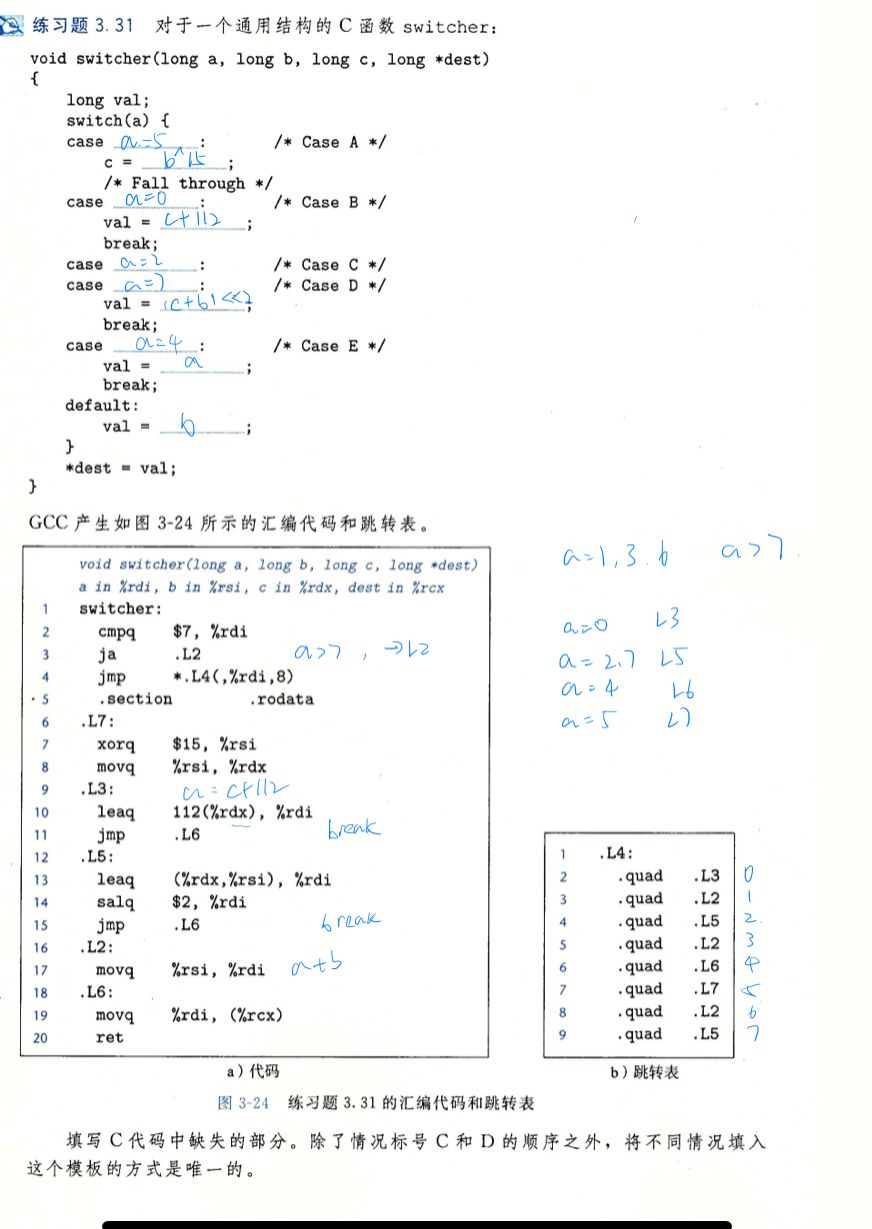 练习题 3.31 对于一个通用结构的 C 函数 switcher:
void switcher(long a, long b, long c, long *dest)
{
long val;
switch(a) {
case a=5 : /* Case A */
c = b^15 ;
/* Fall through */
case a=0 : /* Case B */
val = c+112 ;
break;
case a=2 : /* Case C */
case a=7 : /* Case D */
val = (c+b)<<2 ;
break;
case a=4 : /* Case E */
val = a ;
break;
default:
val = b ;
}
*dest = val;
}
GCC 产生如图 3-24 所示的汇编代码和跳转表。
a=1,3.6 a>7.
a=0 L3
a=2.7 L5
a=4 L6
a=5 L7
void switcher(long a, long b, long c, long *dest)
a in %rdi, b in %rsi, c in %rdx, dest in %rcx
1 switcher:
2 cmpq $7, %rdi
3 ja .L2 a>7, →L2
4 jmp *.L4(,%rdi,8)
5 .section .rodata
6 .L7:
7 xorq $15, %rsi
8 movq %rsi, %rdx
9 .L3: a=c+112
10 leaq 112(%rdx), %rdi
11 jmp .L6 break
12 .L5:
13 leaq (%rdx,%rsi), %rdi
14 salq $2, %rdi
15 jmp .L6 break
16 .L2:
17 movq %rsi, %rdi a+b
18 .L6:
19 movq %rdi, (%rcx)
20 ret
a)代码
1 .L4:
2 .quad .L3 0
3 .quad .L2 1
4 .quad .L5 2.
5 .quad .L2 3
6 .quad .L6 4
7 .quad .L7 5
8 .quad .L2 6
9 .quad .L5 7
b)跳转表
图 3-24 练习题 3.31 的汇编代码和跳转表
填写 C 代码中缺失的部分。除了情况标号 C 和 D 的顺序之外，将不同情况填入
这个模板的方式是唯一的。